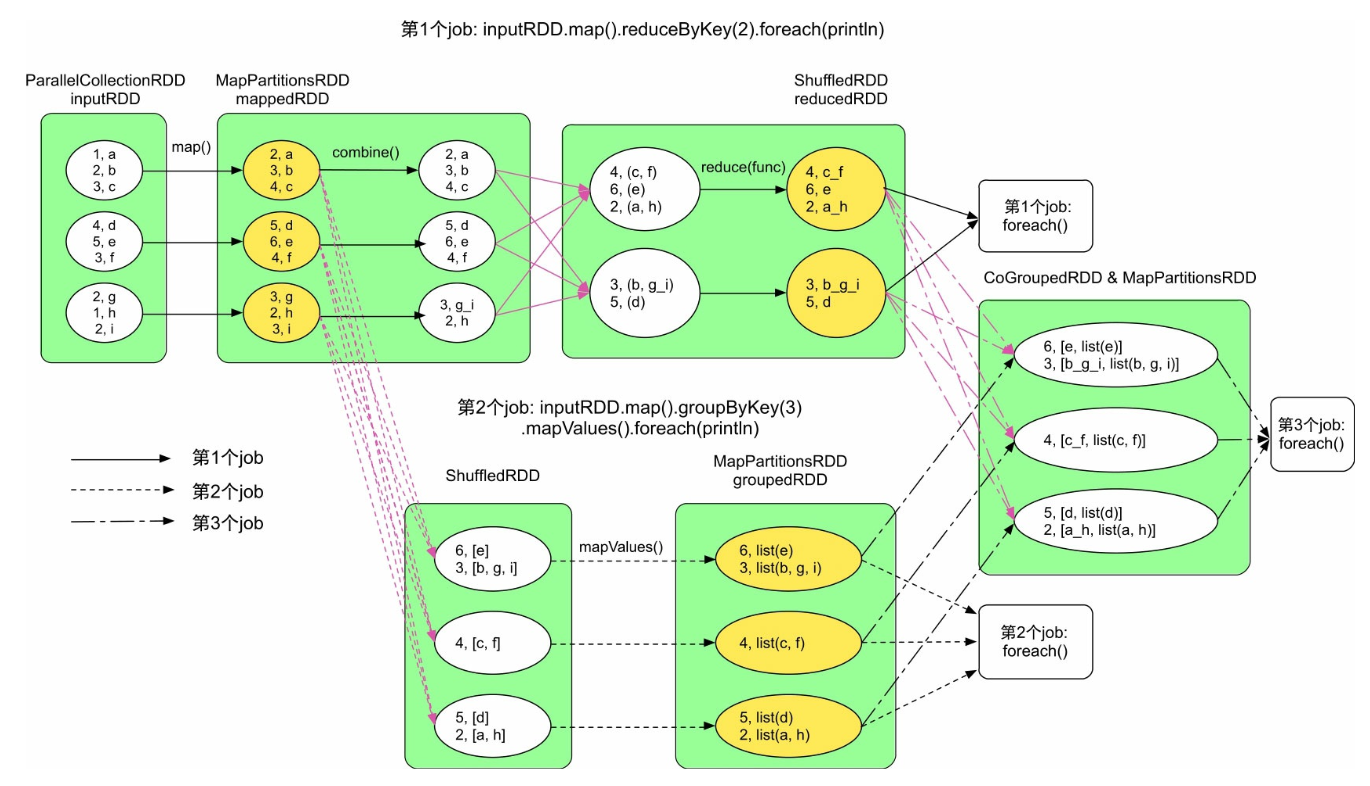 第1个job: inputRDD.map().reduceByKey(2).foreach(println)
ParallelCollectionRDD
inputRDD
MapPartitionsRDD
mappedRDD
ShuffledRDD
reducedRDD
1, a
2, b
3, c
4, d
5, e
3, f
2, g
1, h
2, i
map()
2, a
3, b
4, c
5, d
6, e
4, f
3, g
2, h
3, i
combine()
2, a
3, b
4, c
5, d
6, e
4, f
3, g_i
2, h
4, (c, f)
6, (e)
2, (a, h)
3, (b, g_i)
5, (d)
reduce(func)
4, c_f
6, e
2, a_h
3, b_g_i
5, d
第1个job:
foreach()
CoGroupedRDD & MapPartitionsRDD
6, [e, list(e)]
3, [b_g_i, list(b, g, i)]
4, [c_f, list(c, f)]
5, [d, list(d)]
2, [a_h, list(a, h)]
第3个job:
foreach()
第2个job: inputRDD.map().groupByKey(3)
.mapValues().foreach(println)
第1个job
第2个job
第3个job
ShuffledRDD
MapPartitionsRDD
groupedRDD
6, [e]
3, [b, g, i]
4, [c, f]
5, [d]
2, [a, h]
mapValues()
6, list(e)
3, list(b, g, i)
4, list(c, f)
5, list(d)
2, list(a, h)
第2个job:
foreach()